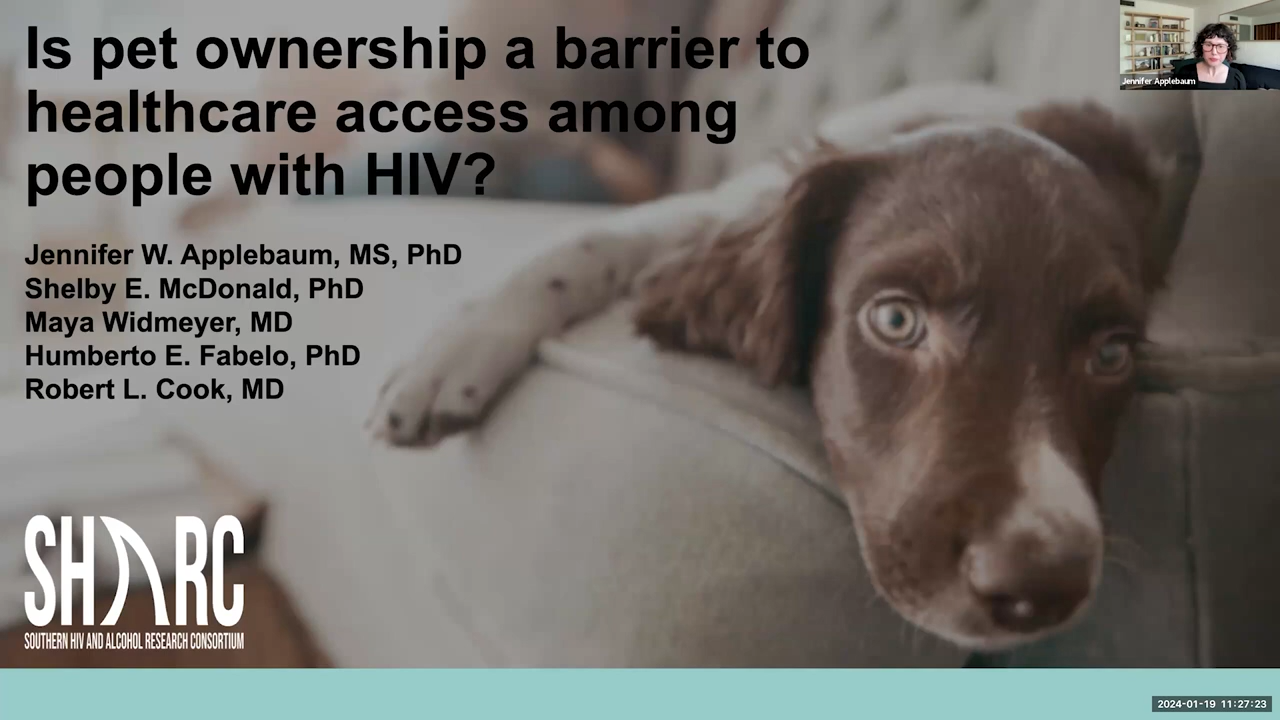 Is pet ownership a barrier to
healthcare access among
people with HIV?
Jennifer Applebaum
Jennifer W. Applebaum, MS, PhD
Shelby E. McDonald, PhD
Maya Widmeyer, MD
Humberto E. Fabelo, PhD
Robert L. Cook, MD
SHARC
SOUTHERN HIV AND ALCOHOL RESEARCH CONSORTIUM
2024-01-19 11:27:23